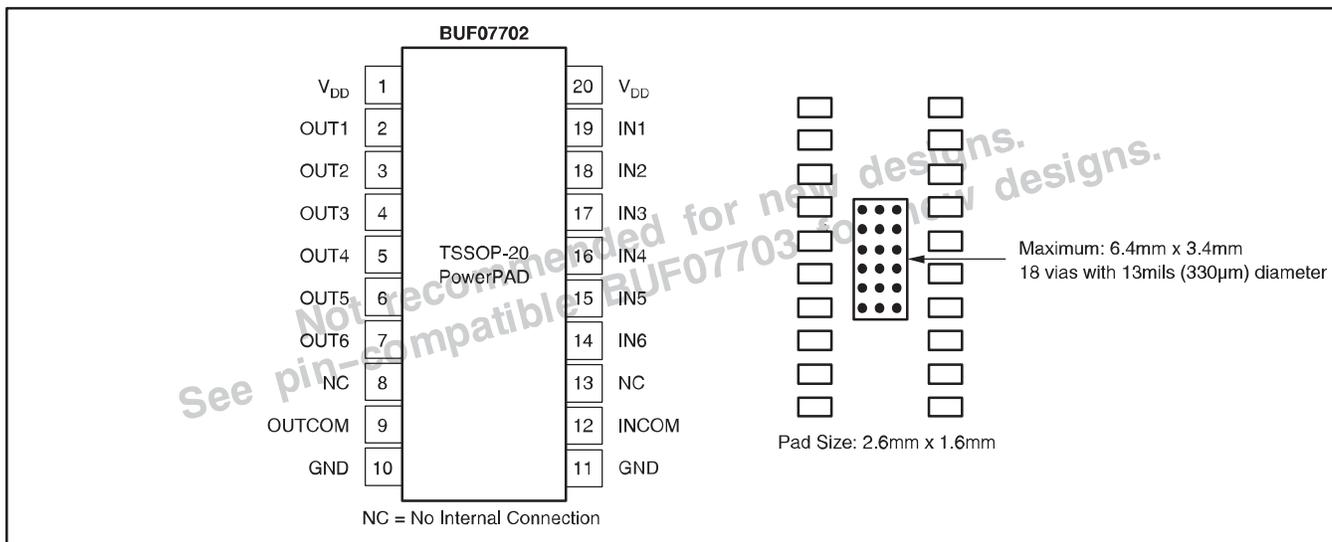 BUF07702
V_DD 1 20 V_DD
OUT1 2 19 IN1
OUT2 3 18 IN2
OUT3 4 17 IN3
OUT4 5 16 IN4
OUT5 6 15 IN5
OUT6 7 14 IN6
NC 8 13 NC
OUTCOM 9 12 INCOM
GND 10 11 GND
TSSOP-20
PowerPAD
NC = No Internal Connection
Maximum: 6.4mm x 3.4mm
18 vias with 13mils (330µm) diameter
Pad Size: 2.6mm x 1.6mm
Not recommended for new designs.
See pin-compatible BUF07703 for new designs.